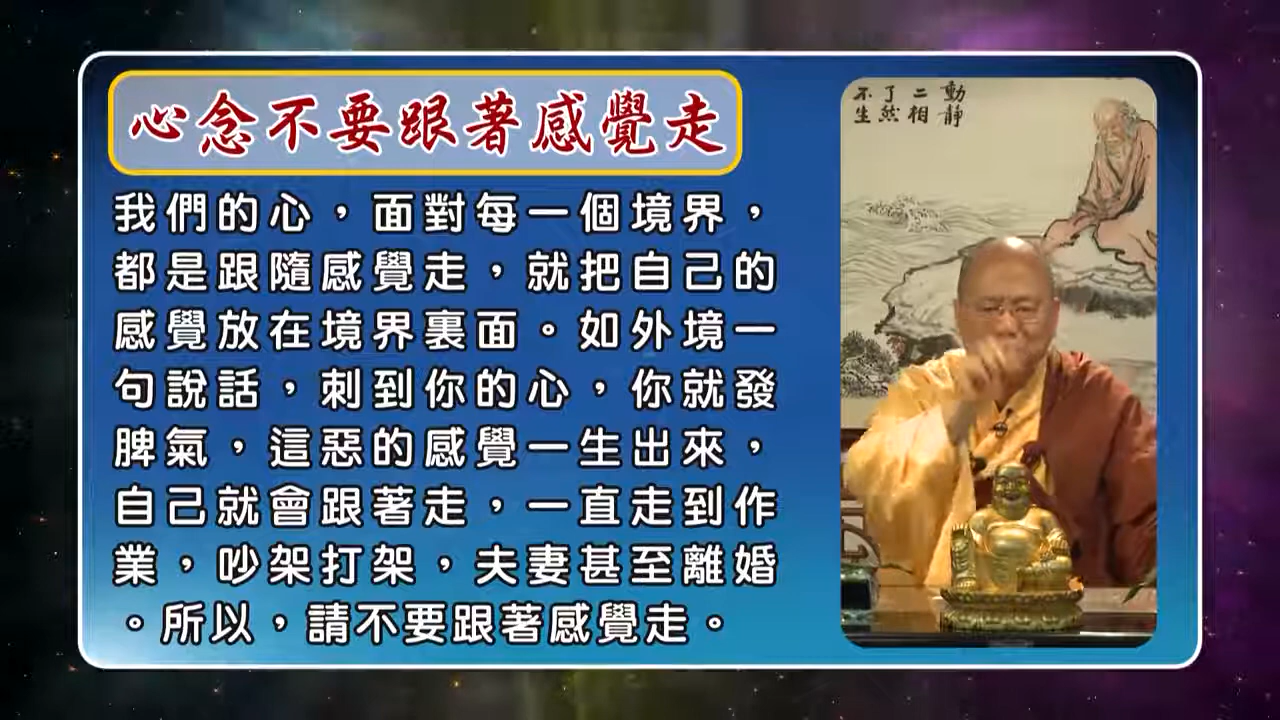 心念不要跟著感覺走
我們的心，面對每一個境界，
都是跟隨感覺走，就把自己的
感覺放在境界裏面。如外境一
句說話，刺到你的心，你就發
脾氣，這惡的感覺一生出來，
自己就會跟著走，一直走到作
業，吵架打架，夫妻甚至離婚
。所以，請不要跟著感覺走。
動靜
二相
了然
不生